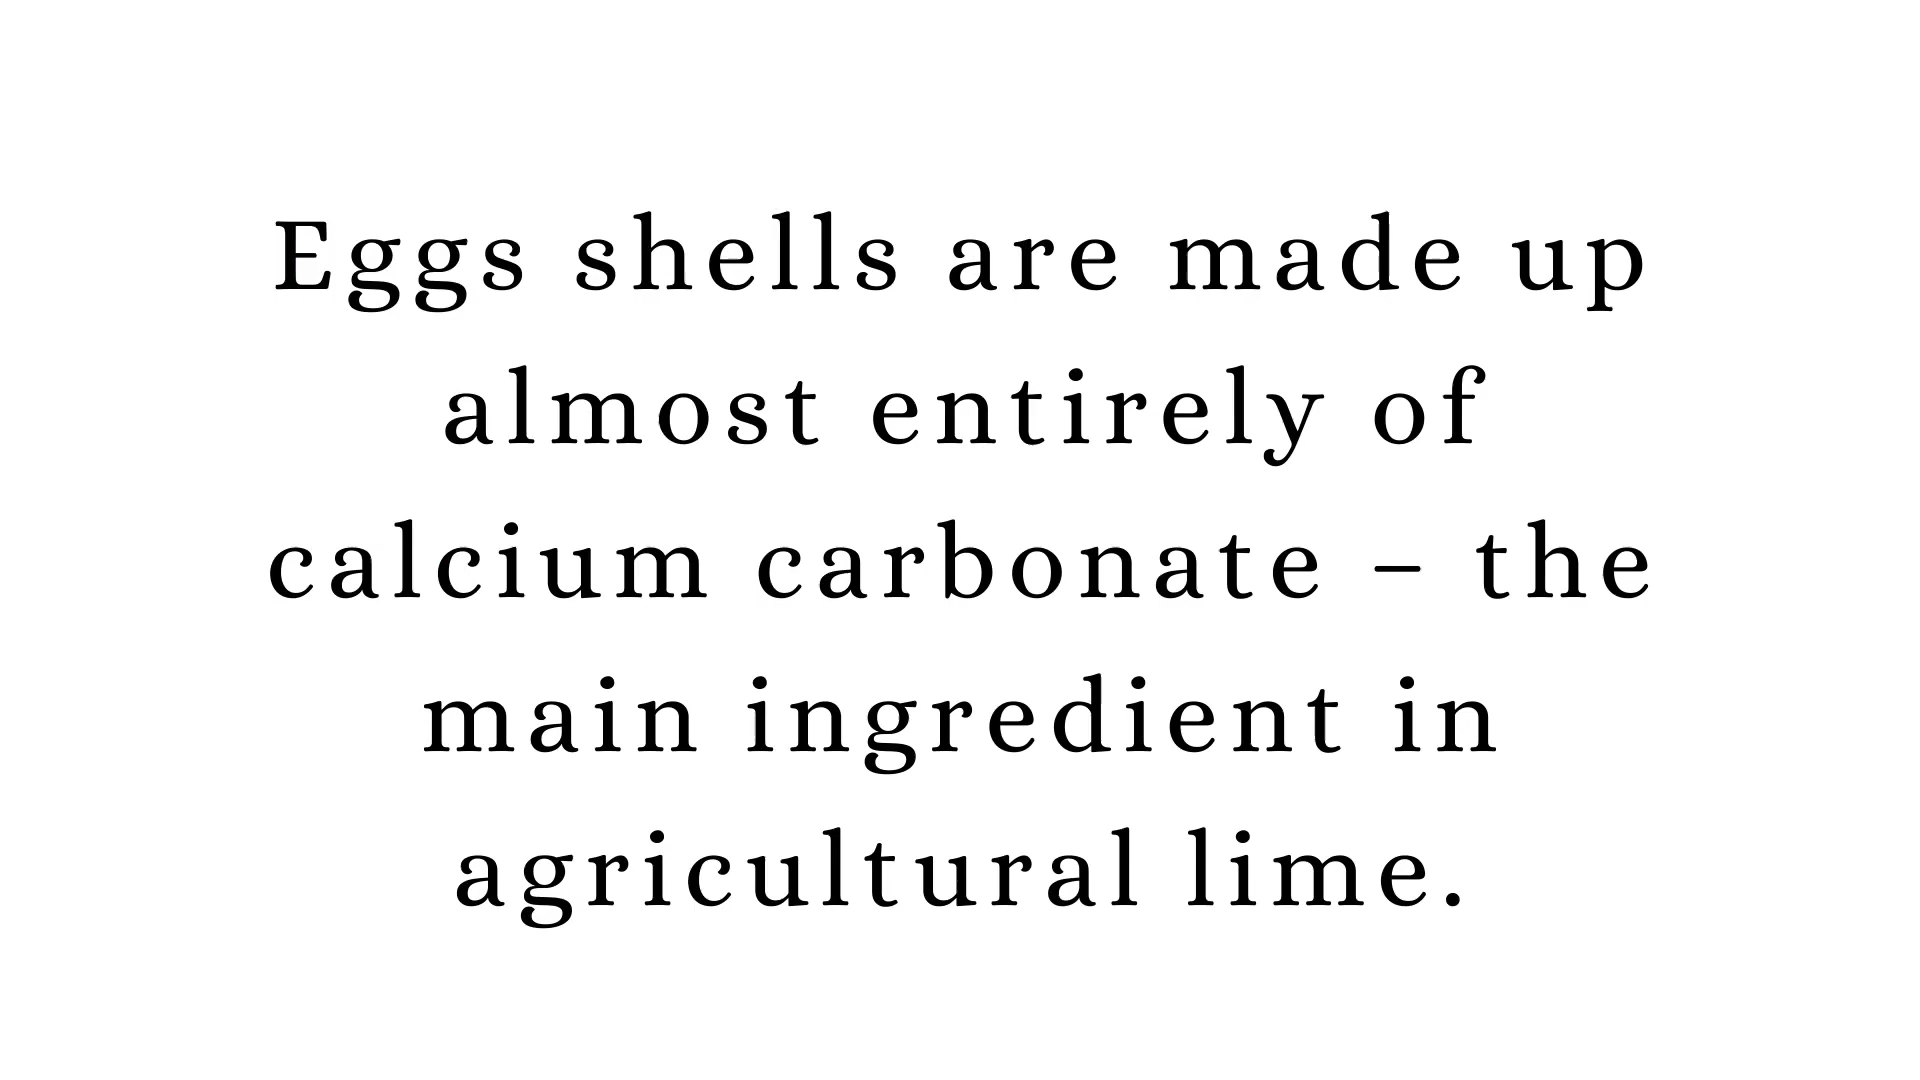 Eggs shells are made up
almost entirely of
calcium carbonate – the
main ingredient in
agricultural lime.